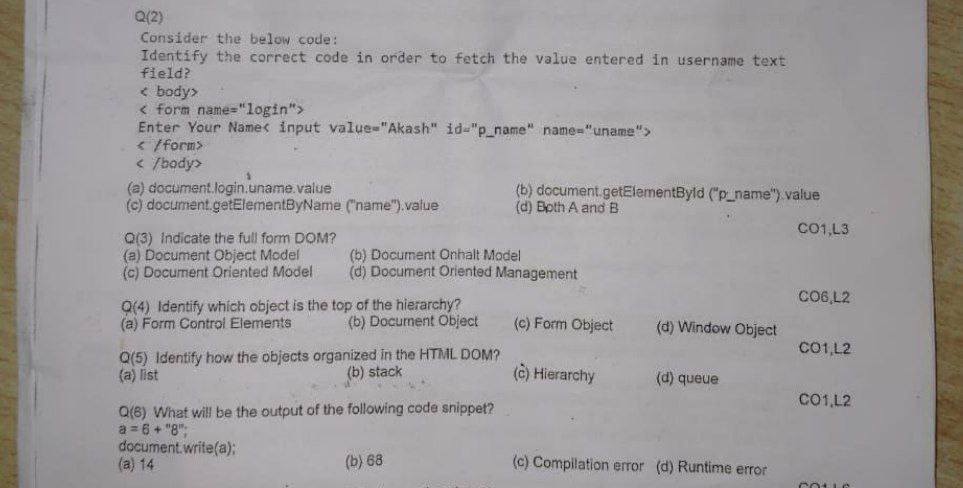 Q(2)
Consider the below code:
Identify the correct code in order to fetch the value entered in username text
field?
< body>
< form name="login">
Enter Your Name< input value="Akash" id="p_name" name="uname">
< /form>
< /body>
(a) document.login.uname.value (b) document.getElementById ("p_name").value
(c) document.getElementByName ("name").value (d) Both A and B
CO1,L3
Q(3) Indicate the full form DOM?
(a) Document Object Model (b) Document Onhalt Model
(c) Document Oriented Model (d) Document Oriented Management
CO6,L2
Q(4) Identify which object is the top of the hierarchy?
(a) Form Control Elements (b) Document Object (c) Form Object (d) Window Object
CO1,L2
Q(5) Identify how the objects organized in the HTML DOM?
(a) list (b) stack (c) Hierarchy (d) queue
CO1,L2
Q(6) What will be the output of the following code snippet?
a = 6 + "8";
document.write(a);
(a) 14 (b) 68 (c) Compilation error (d) Runtime error